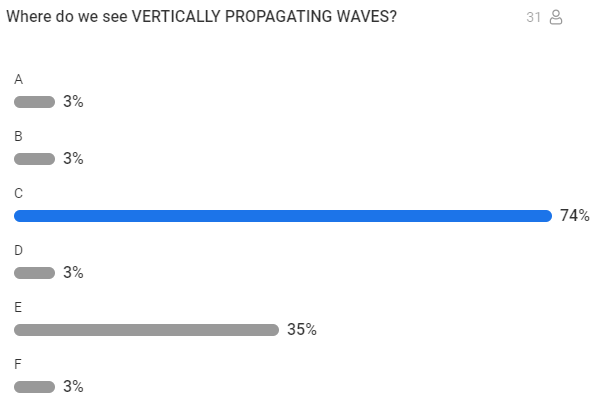 Where do we see VERTICALLY PROPAGATING WAVES? 31
A
3%
B
3%
C
74%
D
3%
E
35%
F
3%